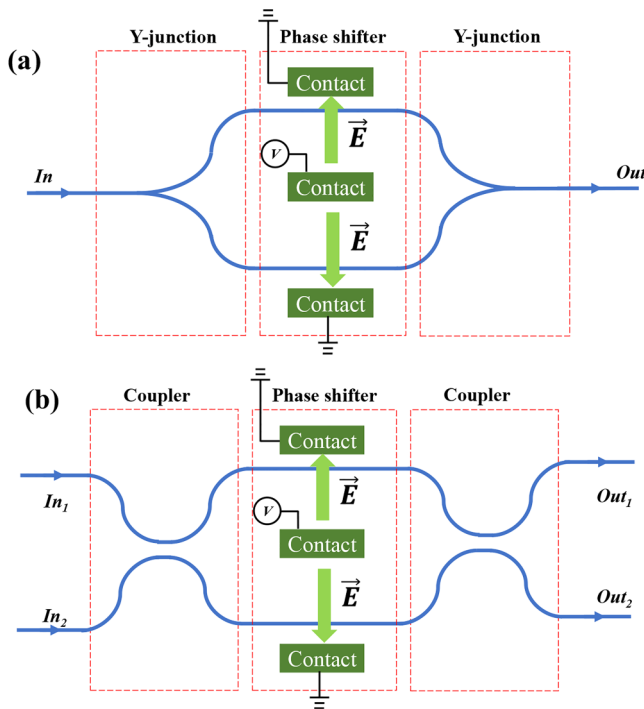 Y-junction Phase shifter Y-junction
(a)
Contact
E
V
In
Contact
Out
E
Contact
Coupler Phase shifter Coupler
(b)
Contact
E
In1
V
Out1
Contact
E
In2
Out2
Contact